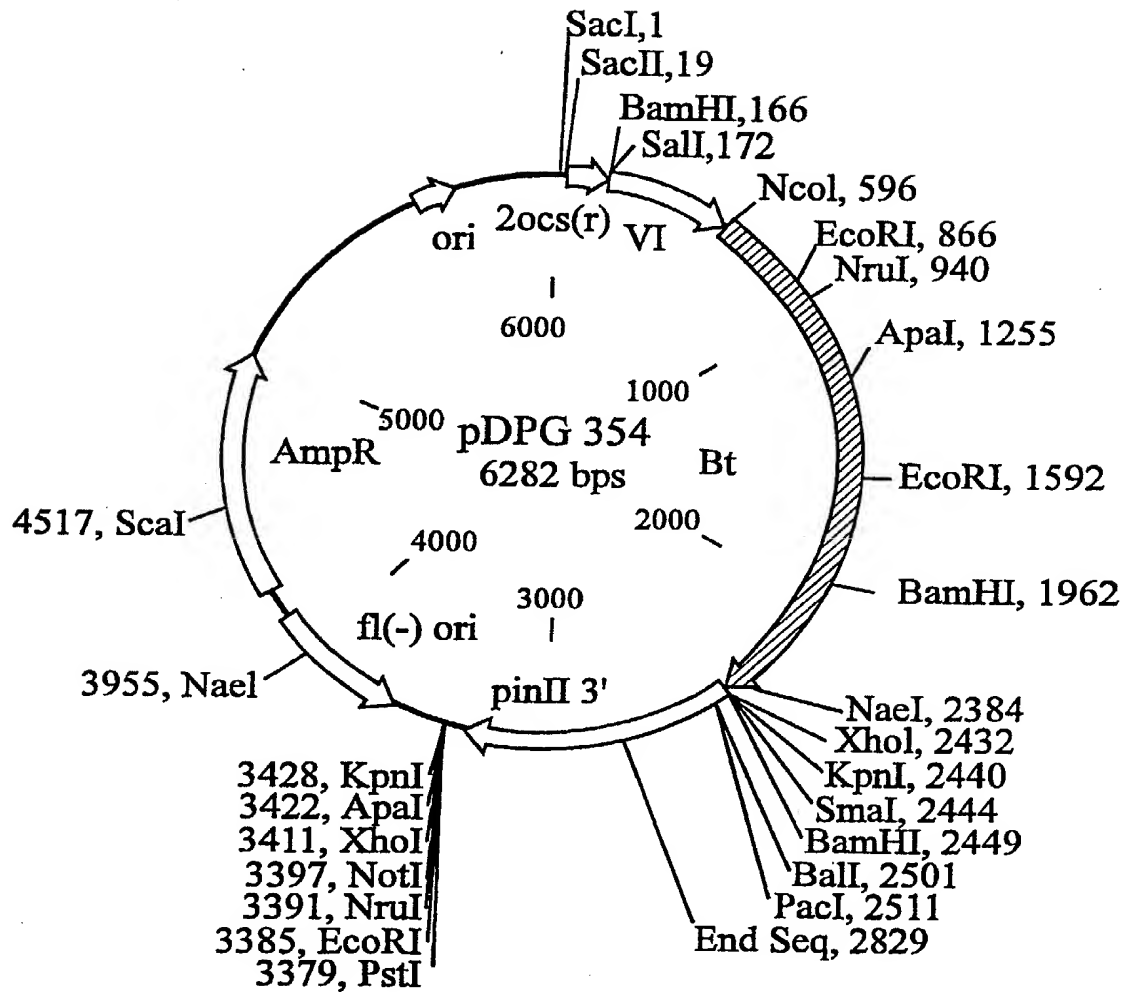 SacI,1
SacII,19
BamHI,166
SalI,172
NcoI, 596
EcoRI, 866
NruI, 940
ApaI, 1255
EcoRI, 1592
BamHI, 1962
NaeI, 2384
XhoI, 2432
KpnI, 2440
SmaI, 2444
BamHI, 2449
BalI, 2501
PacI, 2511
End Seq, 2829
3379, PstI
3385, EcoRI
3391, NruI
3397, NotI
3411, XhoI
3422, ApaI
3428, KpnI
3955, NaeI
4517, ScaI
ori
2ocs(r)
VI
Bt
pinII 3'
fl(-) ori
AmpR
6000
1000
2000
3000
4000
5000
pDPG 354
6282 bps